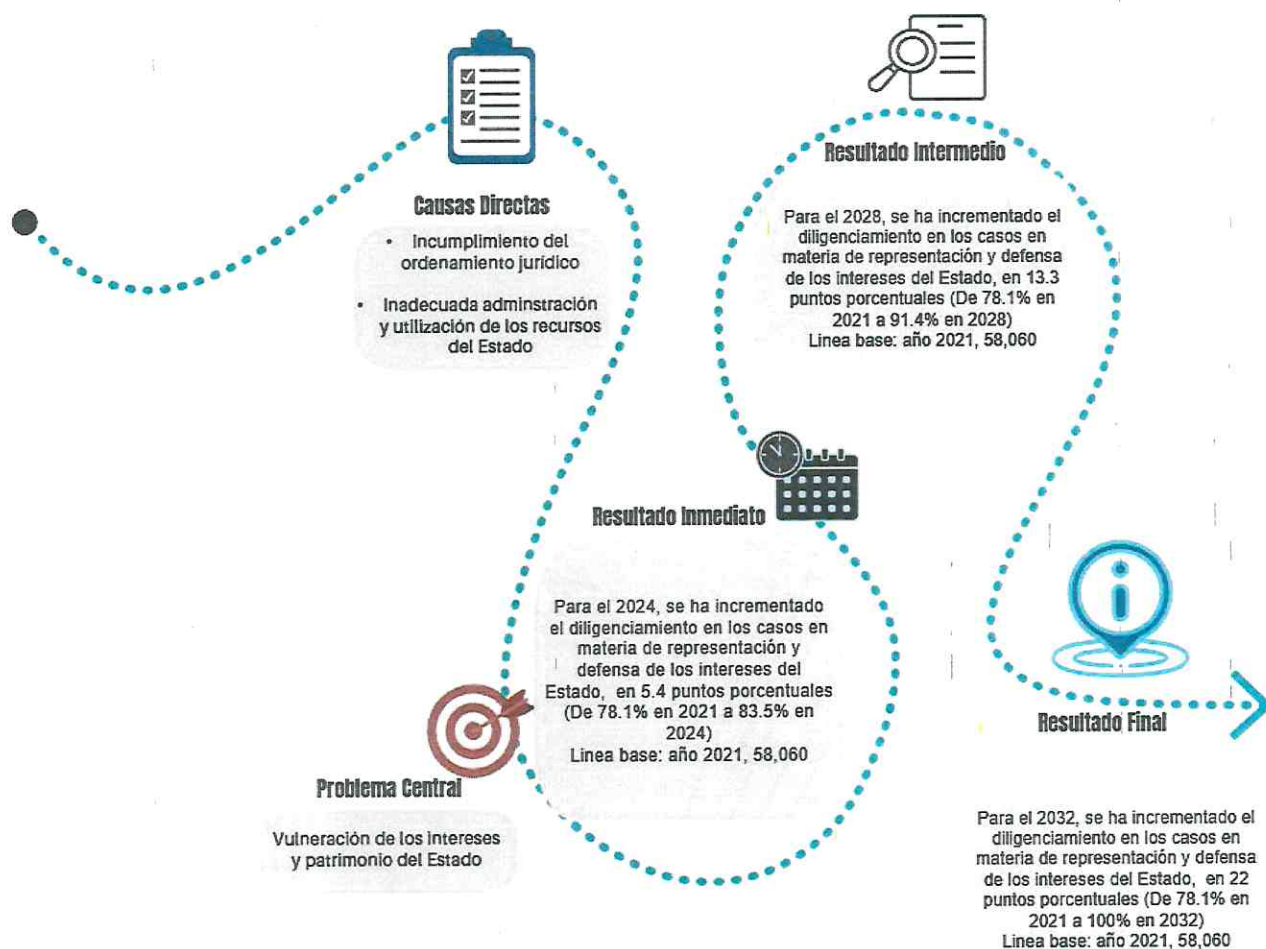 Causas Directas
• Incumplimiento del
ordenamiento jurídico
• Inadecuada adminstración
y utilización de los recursos
del Estado
Problema Central
Vulneración de los intereses
y patrimonio del Estado
Resultado Inmediato
Para el 2024, se ha incrementado
el diligenciamiento en los casos en
materia de representación y
defensa de los intereses del
Estado, en 5.4 puntos porcentuales
(De 78.1% en 2021 a 83.5% en
2024)
Linea base: año 2021, 58,060
Resultado Intermedio
Para el 2028, se ha incrementado el
diligenciamiento en los casos en
materia de representación y defensa
de los intereses del Estado, en 13.3
puntos porcentuales (De 78.1% en
2021 a 91.4% en 2028)
Linea base: año 2021, 58,060
Resultado Final
Para el 2032, se ha incrementado el
diligenciamiento en los casos en
materia de representación y defensa
de los intereses del Estado, en 22
puntos porcentuales (De 78.1% en
2021 a 100% en 2032)
Linea base: año 2021, 58,060